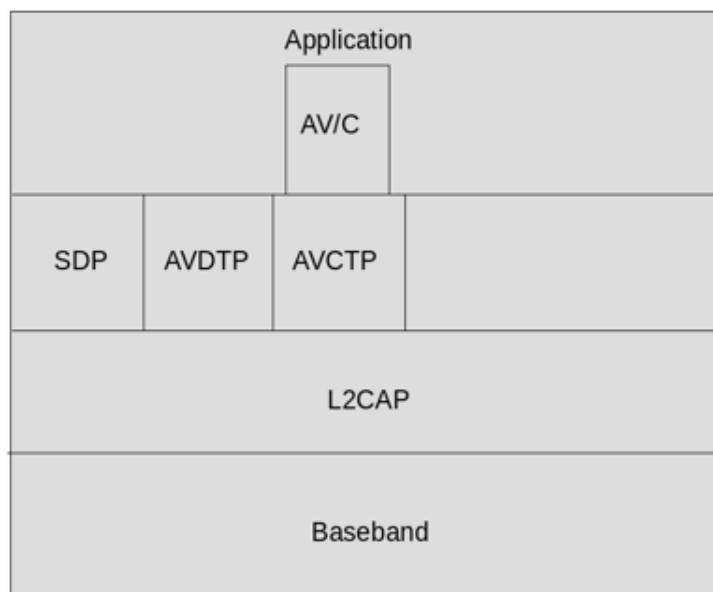 Application
AV/C
SDP AVDTP AVCTP
L2CAP
Baseband